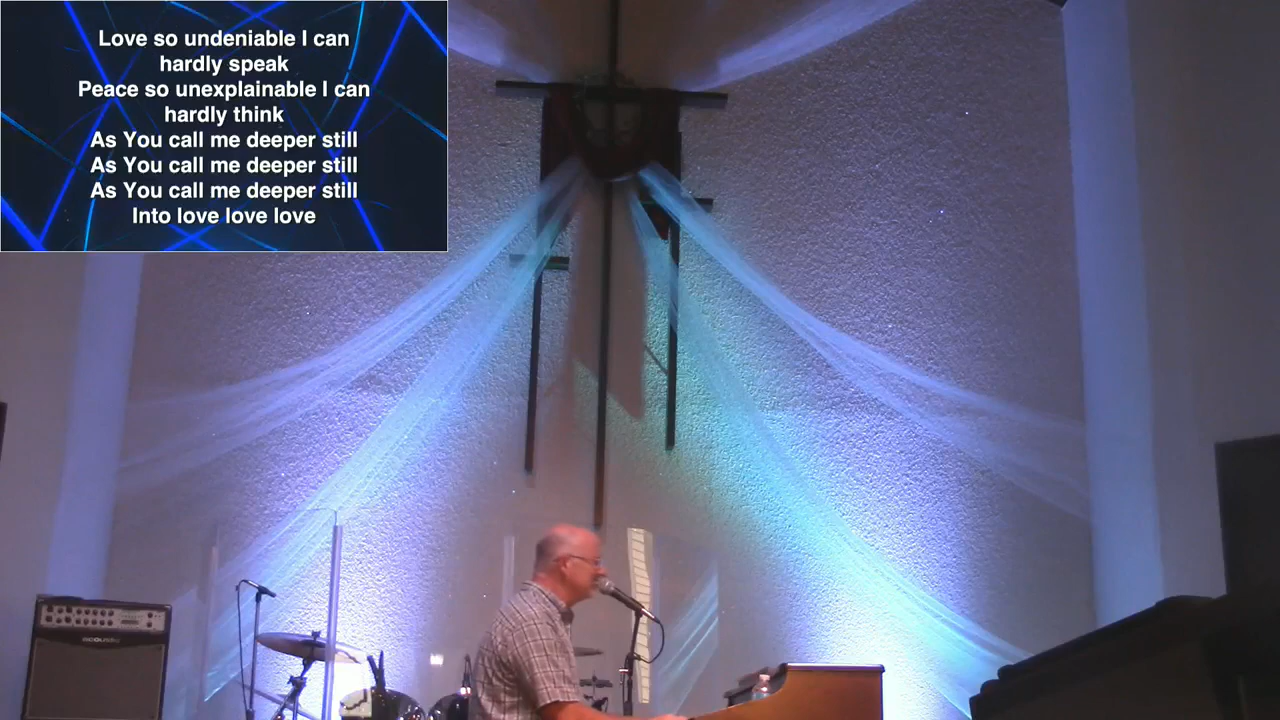 Love so undeniable I can
hardly speak
Peace so unexplainable I can
hardly think
As You call me deeper still
As You call me deeper still
As You call me deeper still
Into love love love
acoustic